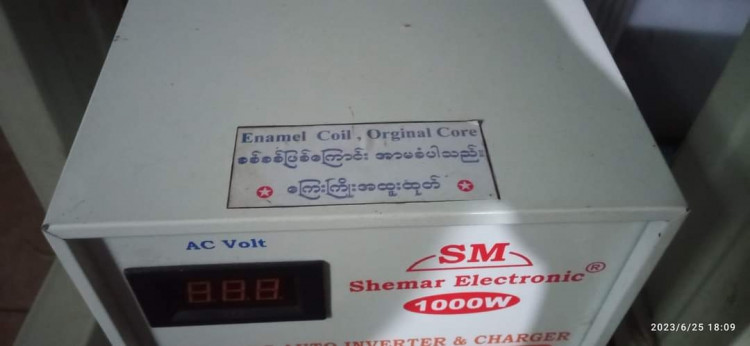 Enamel Coil , Orginal Core
စစ်စစ်ဖြစ်ကြောင်း အာမခံပါသည်။
ကြေးကြိုးအထူးထုတ်
AC Volt
SM
Shemar Electronic®
1000W
AUTO INVERTER & CHARGER
2023/6/25 18:09